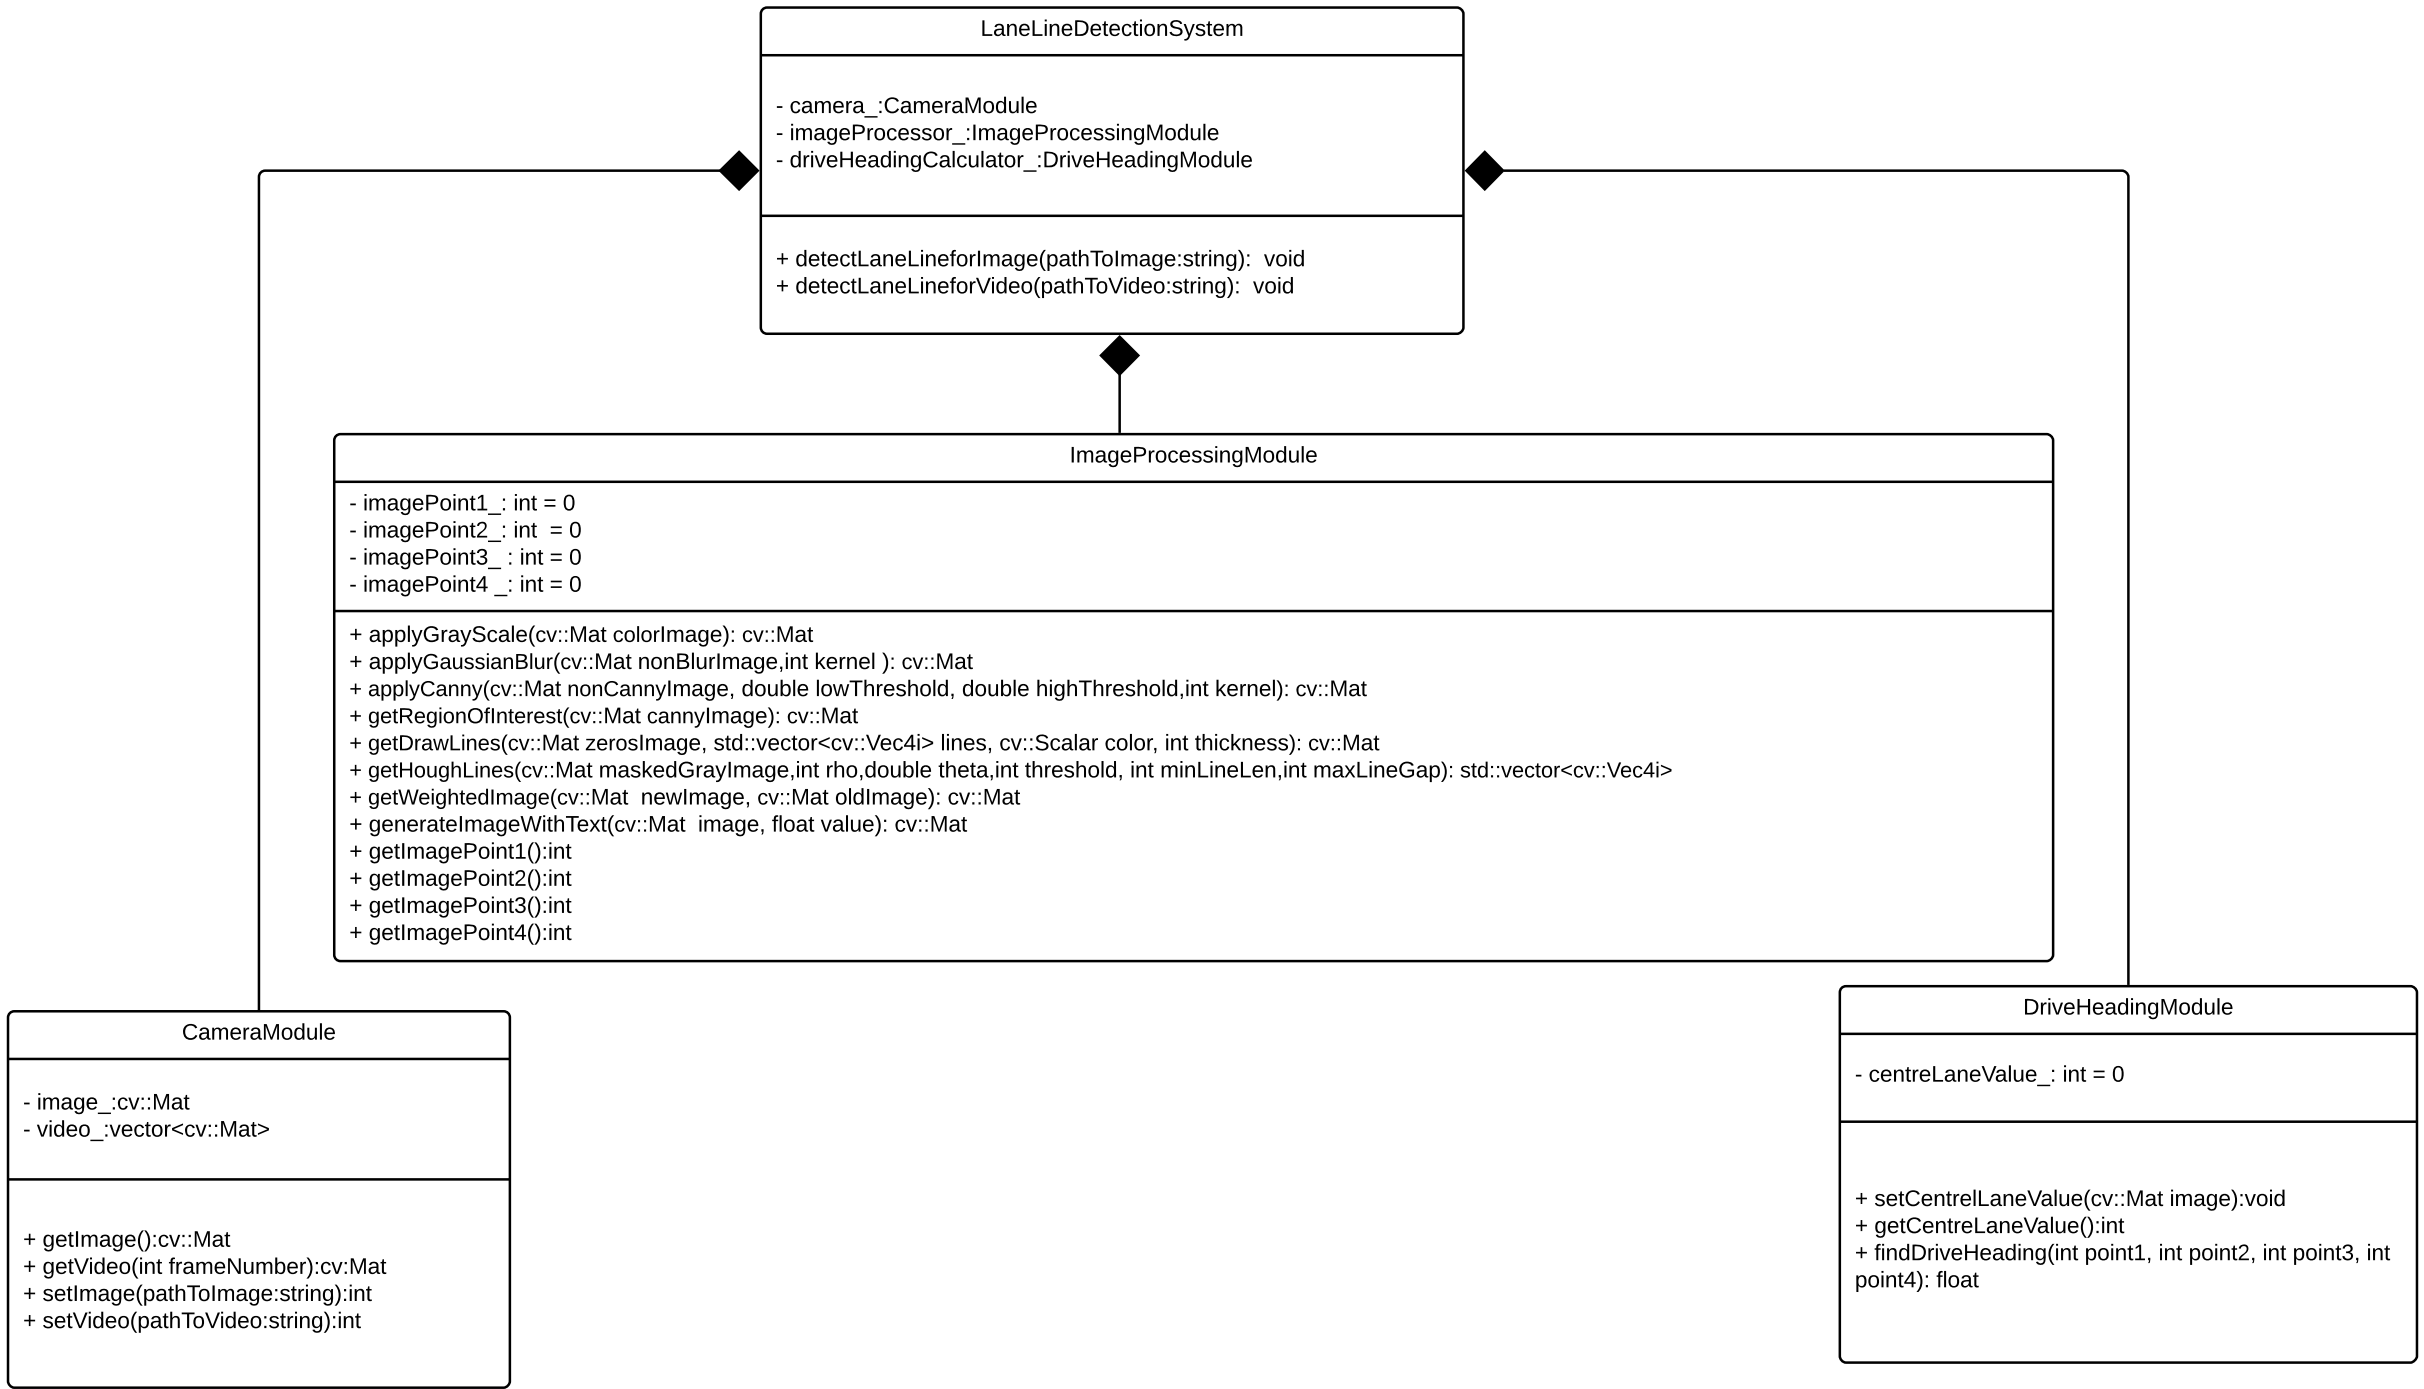 LaneLineDetectionSystem
- camera_:CameraModule
- imageProcessor_:ImageProcessingModule
- driveHeadingCalculator_:DriveHeadingModule
+ detectLaneLineforImage(pathToImage:string):  void
+ detectLaneLineforVideo(pathToVideo:string):  void
ImageProcessingModule
- imagePoint1_: int = 0
- imagePoint2_: int  = 0
- imagePoint3_ : int = 0
- imagePoint4 _: int = 0
+ applyGrayScale(cv::Mat colorImage): cv::Mat
+ applyGaussianBlur(cv::Mat nonBlurImage,int kernel ): cv::Mat
+ applyCanny(cv::Mat nonCannyImage, double lowThreshold, double highThreshold,int kernel): cv::Mat
+ getRegionOfInterest(cv::Mat cannyImage): cv::Mat
+ getDrawLines(cv::Mat zerosImage, std::vector<cv::Vec4i> lines, cv::Scalar color, int thickness): cv::Mat
+ getHoughLines(cv::Mat maskedGrayImage,int rho,double theta,int threshold, int minLineLen,int maxLineGap): std::vector<cv::Vec4i>
+ getWeightedImage(cv::Mat  newImage, cv::Mat oldImage): cv::Mat
+ generateImageWithText(cv::Mat  image, float value): cv::Mat
+ getImagePoint1():int
+ getImagePoint2():int
+ getImagePoint3():int
+ getImagePoint4():int
CameraModule
- image_:cv::Mat
- video_:vector<cv::Mat>
+ getImage():cv::Mat
+ getVideo(int frameNumber):cv:Mat
+ setImage(pathToImage:string):int
+ setVideo(pathToVideo:string):int
DriveHeadingModule
- centreLaneValue_: int = 0
+ setCentrelLaneValue(cv::Mat image):void
+ getCentreLaneValue():int
+ findDriveHeading(int point1, int point2, int point3, int
point4): float